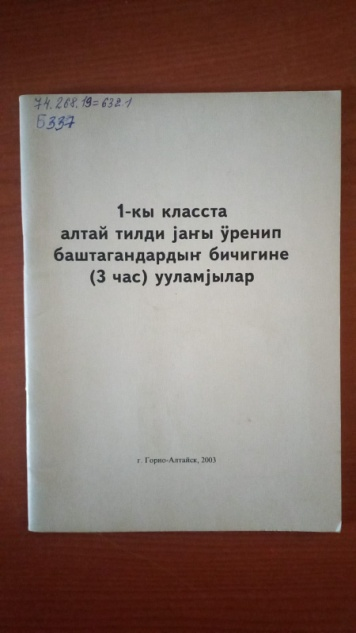 74.268.19=632.1
Б337
1-кы класста
алтай тилди јаҥы ӱренип
баштагандардыҥ бичигине
(3 час) ууламјылар
г. Горно-Алтайск, 2003